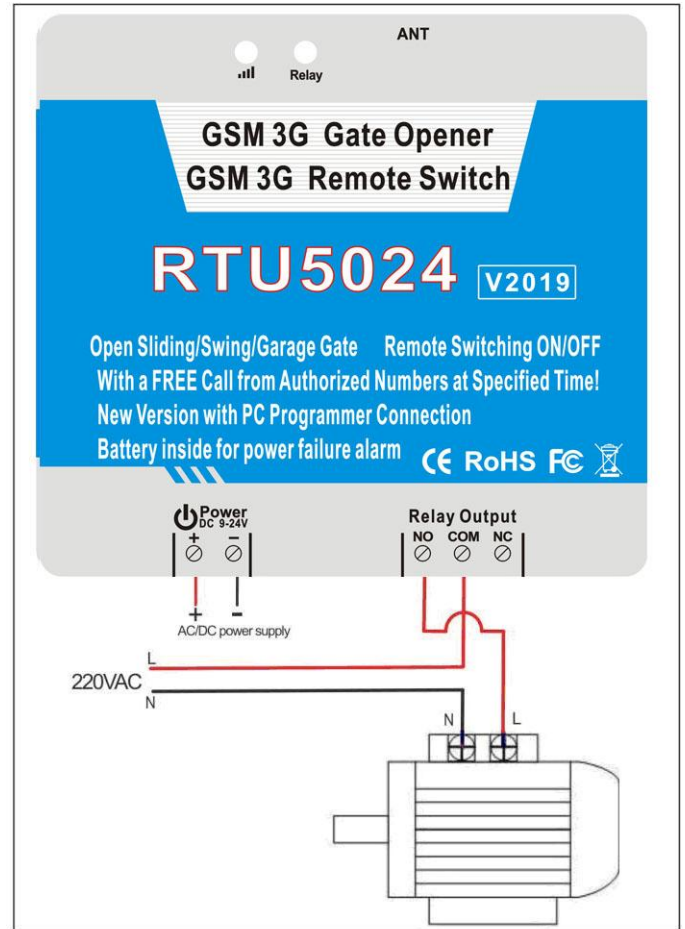 ANT
Relay
GSM 3G Gate Opener
GSM 3G Remote Switch
RTU5024 V2019
Open Sliding/Swing/Garage Gate Remote Switching ON/OFF
With a FREE Call from Authorized Numbers at Specified Time!
New Version with PC Programmer Connection
Battery inside for power failure alarm CE RoHS FC
Power
DC 9-24V
+ −
Relay Output
NO COM NC
+ −
AC/DC power supply
L
220VAC
N
N L